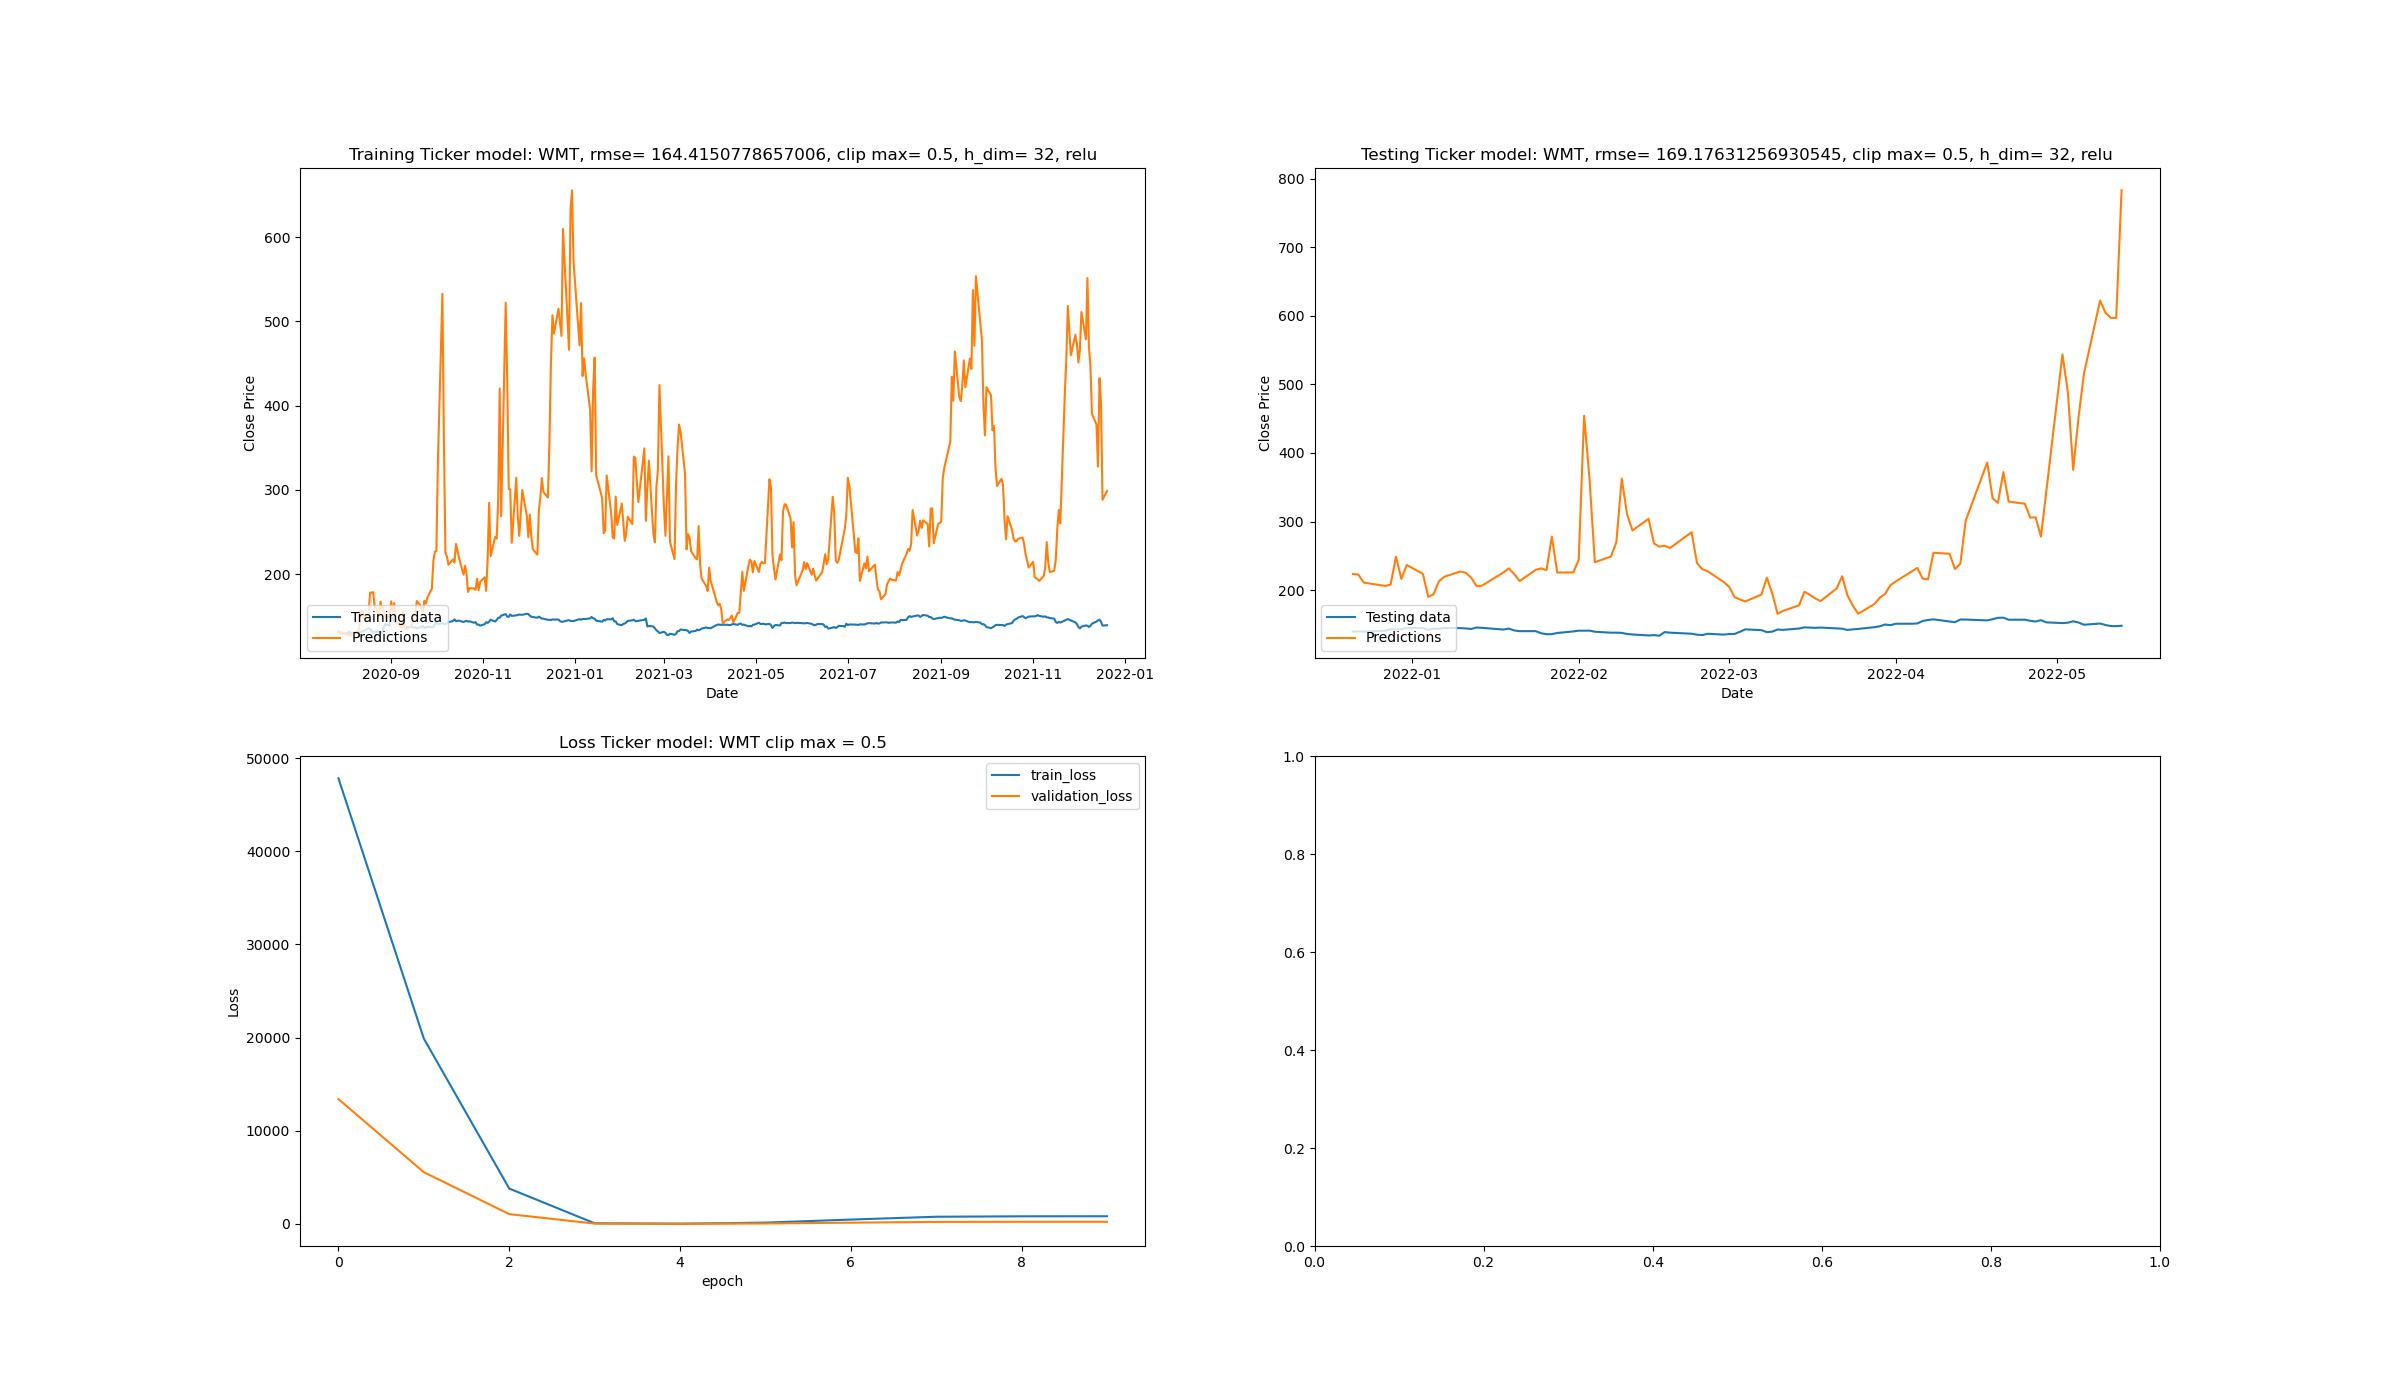 Training Ticker model: WMT, rmse= 164.4150778657006, clip max= 0.5, h_dim= 32, relu
600
500
400
300
200
Close Price
Training data
Predictions
2020-09 2020-11 2021-01 2021-03 2021-05 2021-07 2021-09 2021-11 2022-01
Date
Testing Ticker model: WMT, rmse= 169.17631256930545, clip max= 0.5, h_dim= 32, relu
800
700
600
500
400
300
200
Close Price
Testing data
Predictions
2022-01 2022-02 2022-03 2022-04 2022-05
Date
Loss Ticker model: WMT clip max = 0.5
50000
40000
30000
20000
10000
0
Loss
train_loss
validation_loss
0 2 4 6 8
epoch
1.0
0.8
0.6
0.4
0.2
0.0
0.0 0.2 0.4 0.6 0.8 1.0